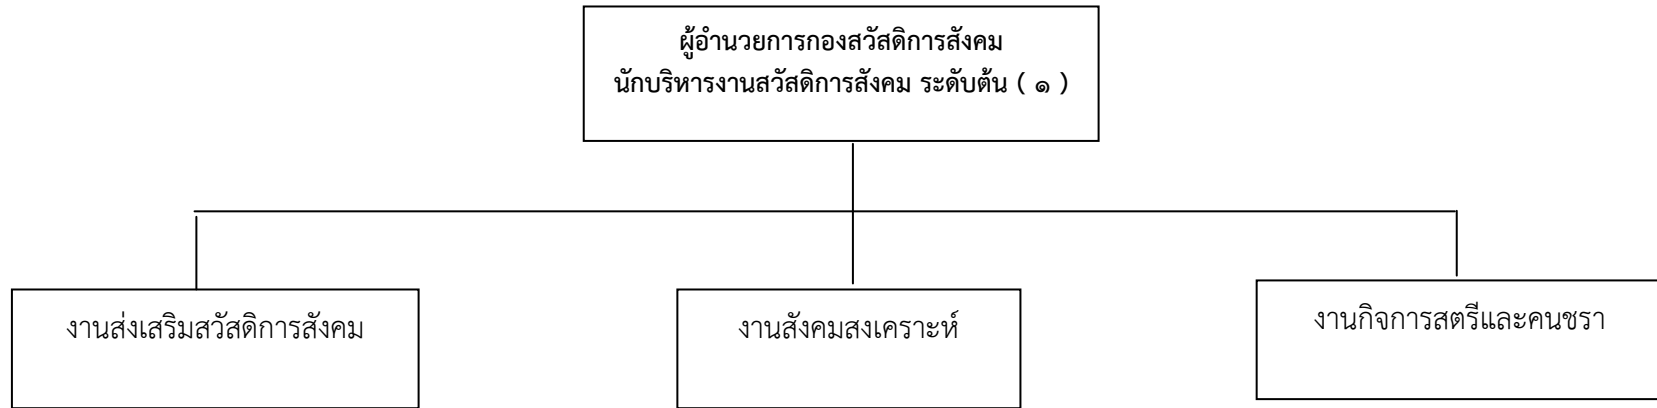 ผู้อำนวยการกองสวัสดิการสังคม
นักบริหารงานสวัสดิการสังคม ระดับต้น ( ๑ )
งานส่งเสริมสวัสดิการสังคม
งานสังคมสงเคราะห์
งานกิจการสตรีและคนชรา